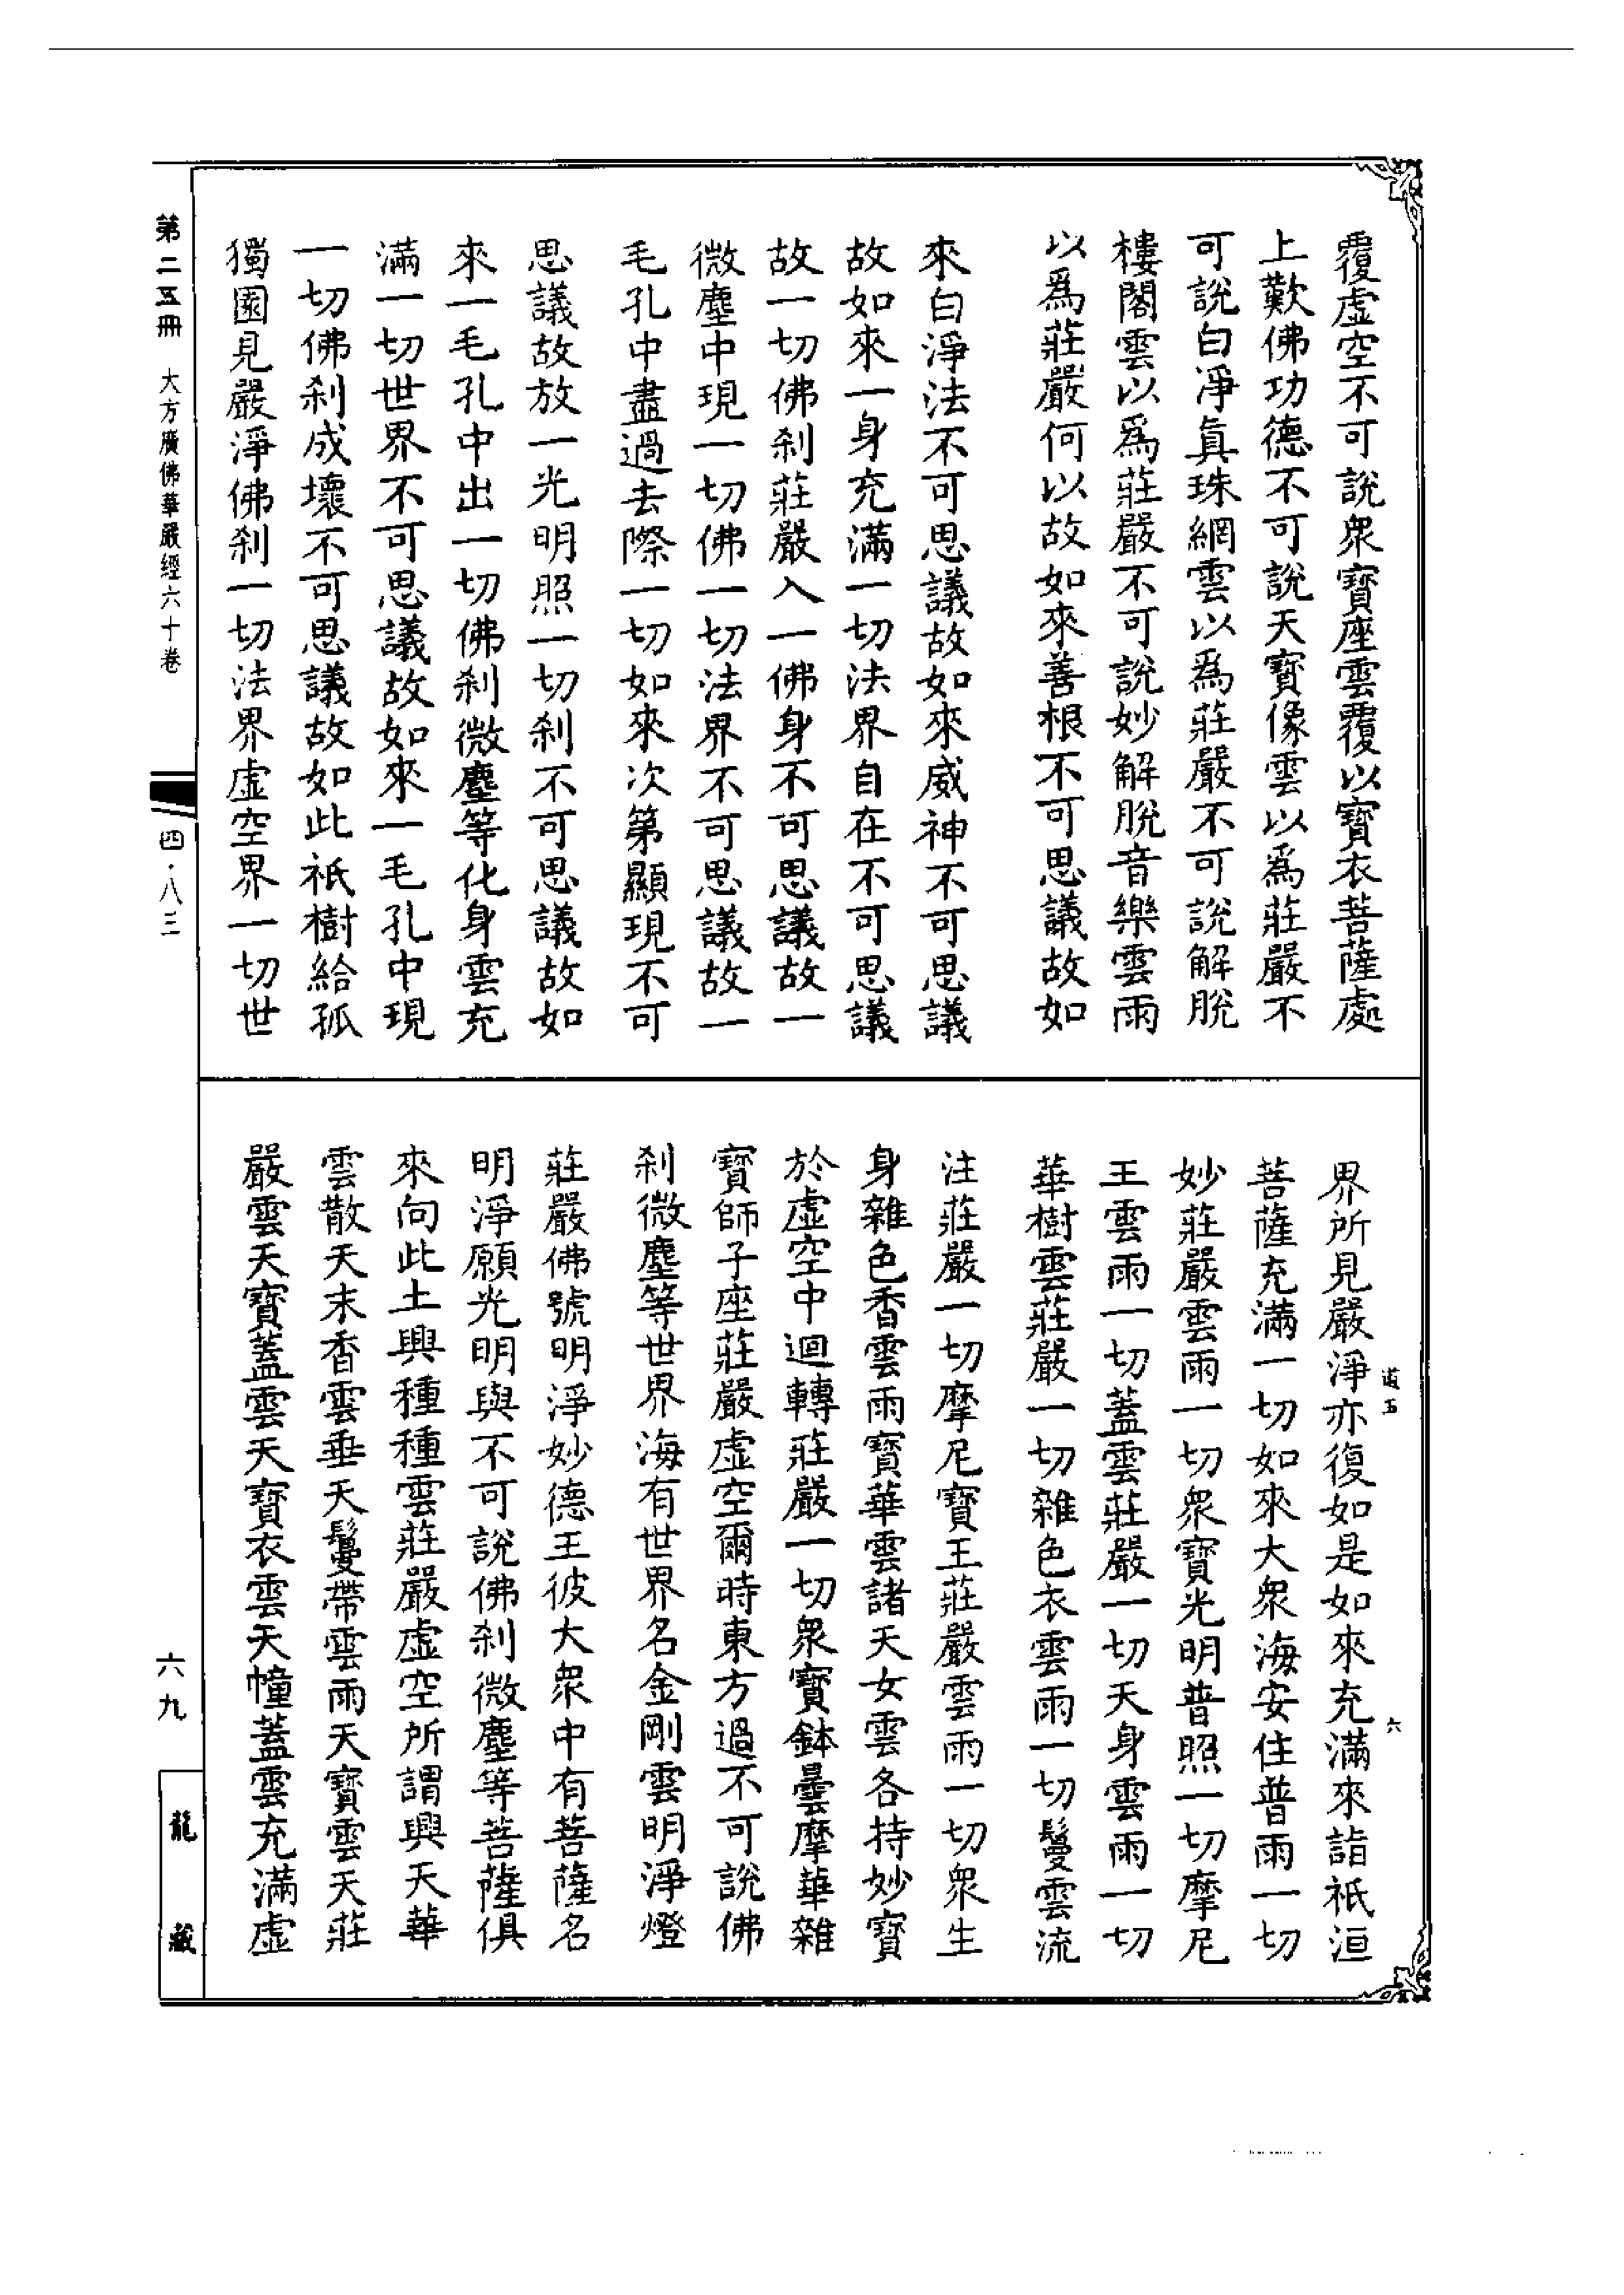 覆虛空不可說衆寶座雲覆以寶衣菩薩處
上歎佛功德不可說天寶像雲以爲莊嚴不
可說白淨眞珠網雲以爲莊嚴不可說解脫
樓閣雲以爲莊嚴不可說妙解脫音樂雲雨
以爲莊嚴何以故如來善根不可思議故如
來白淨法不可思議故如來威神不可思議
故如來一身充滿一切法界自在不可思議
故一切佛刹莊嚴入一佛身不可思議故一
微塵中現一切佛一切法界不可思議故一
毛孔中盡過去際一切如來次第顯現不可
思議故放一光明照一切刹不可思議故如
來一毛孔中出一切佛刹微塵等化身雲充
滿一切世界不可思議故如來一毛孔中現
一切佛刹成壞不可思議故如此祇樹給孤
獨園見嚴淨佛刹一切法界虛空界一切世
界所見嚴淨亦復如是如來充滿來詣祇洹
菩薩充滿一切如來大衆海安住普雨一切
妙莊嚴雲雨一切衆寶光明普照一切摩尼
王雲雨一切蓋雲莊嚴一切天身雲雨一切
華樹雲莊嚴一切雜色衣雲雨一切鬘雲流
注莊嚴一切摩尼寶王莊嚴雲雨一切衆生
身雜色香雲雨寶華雲諸天女雲各持妙寶
於虛空中迴轉莊嚴一切衆寶鉢曇摩華雜
寶師子座莊嚴虛空爾時東方過不可說佛
刹微塵等世界海有世界名金剛雲明淨燈
莊嚴佛號明淨妙德王彼大衆中有菩薩名
明淨願光明與不可說佛刹微塵等菩薩俱
來向此土興種種雲莊嚴虛空所謂興天華
雲散天末香雲垂天鬘帶雲雨天寶雲天莊
嚴雲天寶蓋雲天寶衣雲天幢蓋雲充滿虛
六
第二五冊 大方廣佛華嚴經六十卷
四·八三
六九
龍藏